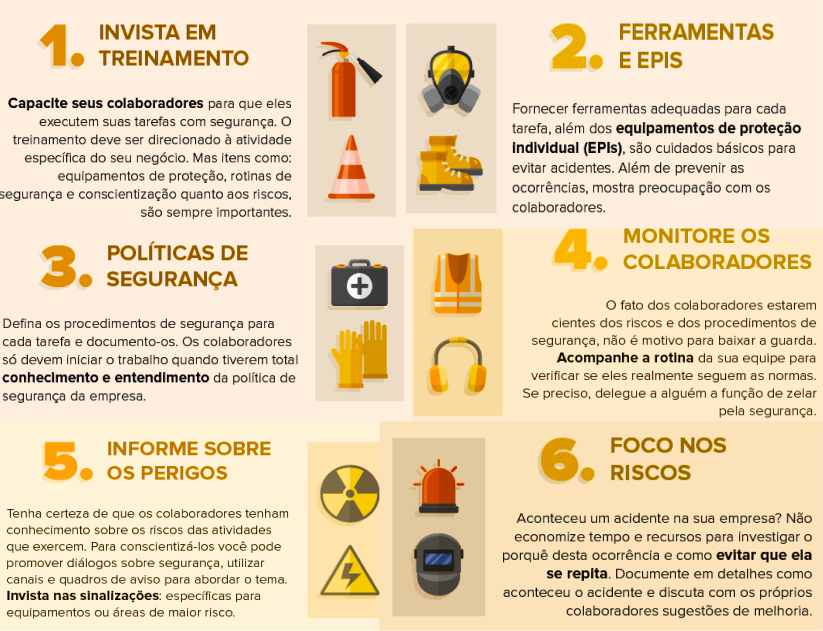 1. INVISTA EM
TREINAMENTO
Capacite seus colaboradores para que eles
executem suas tarefas com segurança. O
treinamento deve ser direcionado à atividade
específica do seu negócio. Mas itens como:
equipamentos de proteção, rotinas de
segurança e conscientização quanto aos riscos,
são sempre importantes.
2. FERRAMENTAS
E EPIS
Fornecer ferramentas adequadas para cada
tarefa, além dos equipamentos de proteção
individual (EPIs), são cuidados básicos para
evitar acidentes. Além de prevenir as
ocorrências, mostra preocupação com os
colaboradores.
3. POLÍTICAS DE
SEGURANÇA
Defina os procedimentos de segurança para
cada tarefa e documento-os. Os colaboradores
só devem iniciar o trabalho quando tiverem total
conhecimento e entendimento da política de
segurança da empresa.
4. MONITORE OS
COLABORADORES
O fato dos colaboradores estarem
cientes dos riscos e dos procedimentos de
segurança, não é motivo para baixar a guarda.
Acompanhe a rotina da sua equipe para
verificar se eles realmente seguem as normas.
Se preciso, delegue a alguém a função de zelar
pela segurança.
5. INFORME SOBRE
OS PERIGOS
Tenha certeza de que os colaboradores tenham
conhecimento sobre os riscos das atividades
que exercem. Para conscientizá-los você pode
promover diálogos sobre segurança, utilizar
canais e quadros de aviso para abordar o tema.
Invista nas sinalizações: específicas para
equipamentos ou áreas de maior risco.
6. FOCO NOS
RISCOS
Aconteceu um acidente na sua empresa? Não
economize tempo e recursos para investigar o
porquê desta ocorrência e como evitar que ela
se repita. Documente em detalhes como
aconteceu o acidente e discuta com os próprios
colaboradores sugestões de melhoria.